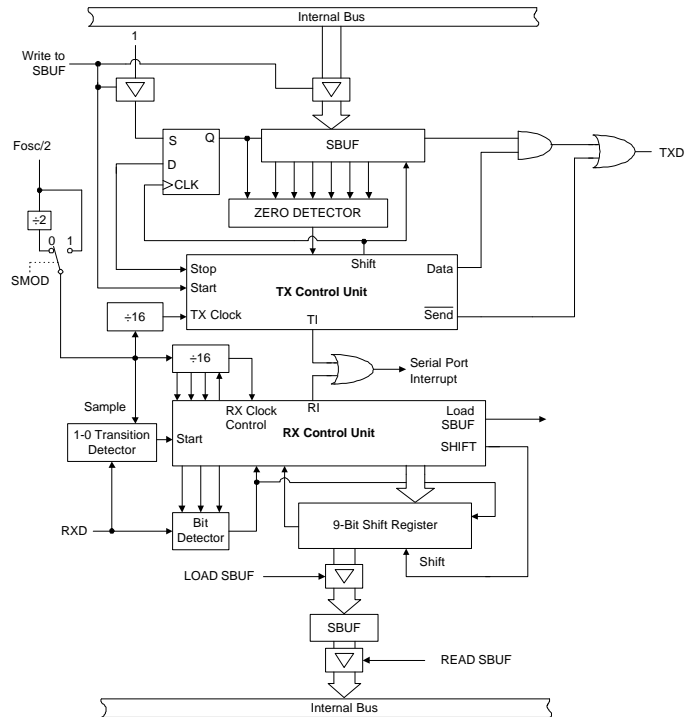 Internal Bus
1
Write to
SBUF
S
Q
D
CLK
SBUF
TXD
Fosc/2
÷2
0 1
SMOD
ZERO DETECTOR
Shift
Stop
Start
TX Clock
TX Control Unit
Data
Send
TI
÷16
÷16
Serial Port
Interrupt
Sample
RX Clock
Control
RI
Load
SBUF
1-0 Transition
Detector
Start
RX Control Unit
SHIFT
RXD
Bit
Detector
9-Bit Shift Register
Shift
LOAD SBUF
SBUF
READ SBUF
Internal Bus